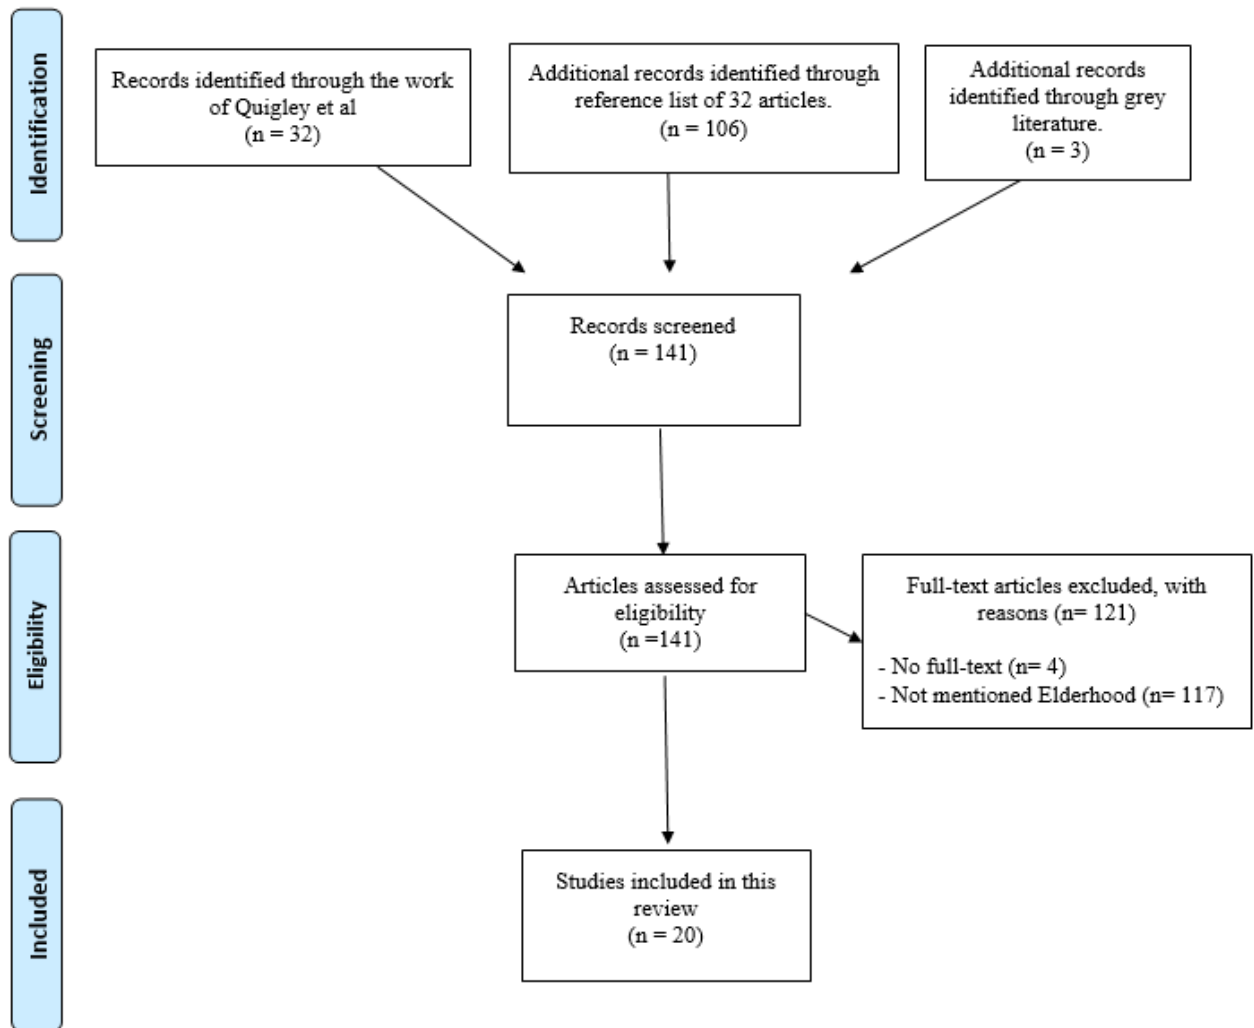 Identification
Records identified through the work
of Quigley et al
(n = 32)
Additional records identified through
reference list of 32 articles.
(n = 106)
Additional records
identified through grey
literature.
(n = 3)
Screening
Records screened
(n = 141)
Eligibility
Articles assessed for
eligibility
(n =141)
Full-text articles excluded, with
reasons (n= 121)
- No full-text (n= 4)
- Not mentioned Elderhood (n= 117)
Included
Studies included in this
review
(n = 20)